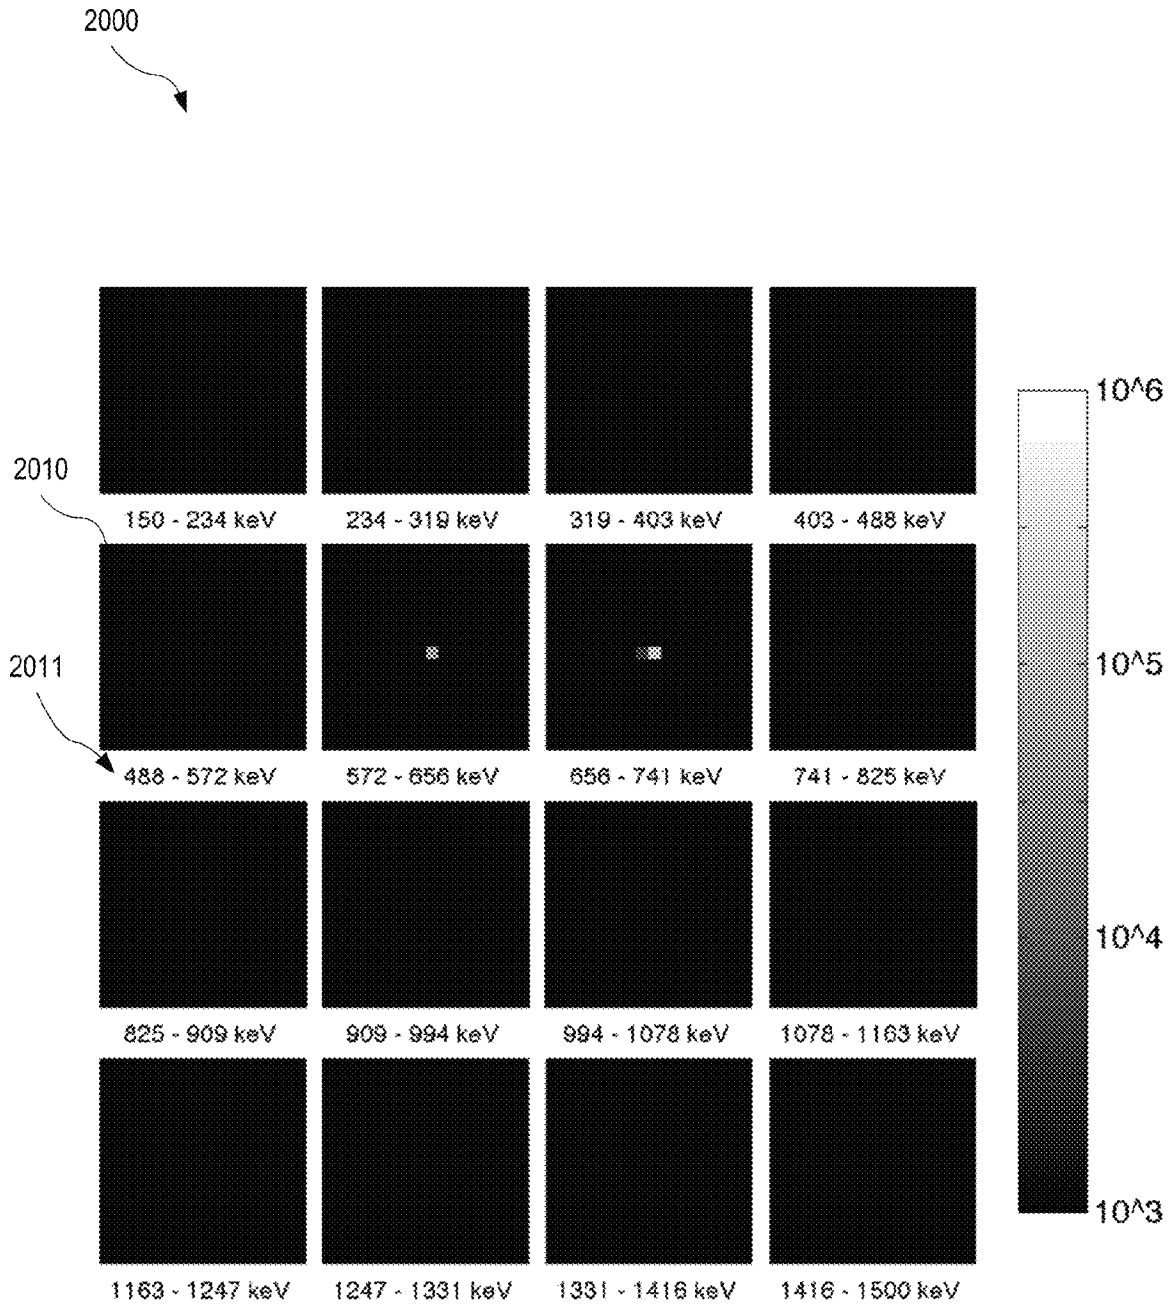 2000
10^6
2010
150 - 234 keV
234 - 319 keV
319 - 403 keV
403 - 488 keV
2011
10^5
488 - 572 keV
572 - 656 keV
656 - 741 keV
741 - 825 keV
10^4
825 - 909 keV
909 - 994 keV
994 - 1078 keV
1078 - 1163 keV
10^3
1163 - 1247 keV
1247 - 1331 keV
1331 - 1416 keV
1416 - 1500 keV